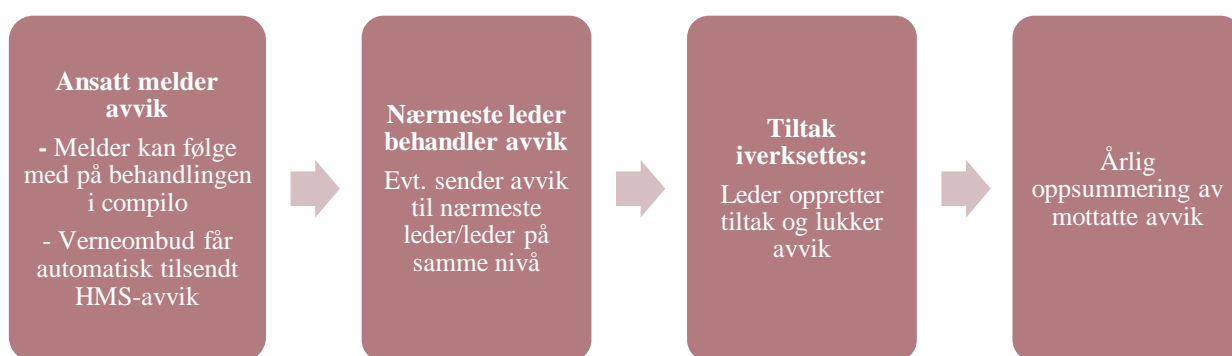 Ansatt melder
avvik
- Melder kan følge
med på behandlingen
i compilo
- Verneombud får
automatisk tilsendt
HMS-avvik
Nærmeste leder
behandler avvik
Evt. sender avvik
til nærmeste
leder/leder på
samme nivå
Tiltak
iverksettes:
Leder oppretter
tiltak og lukker
avvik
Årlig
oppsummering av
mottatte avvik